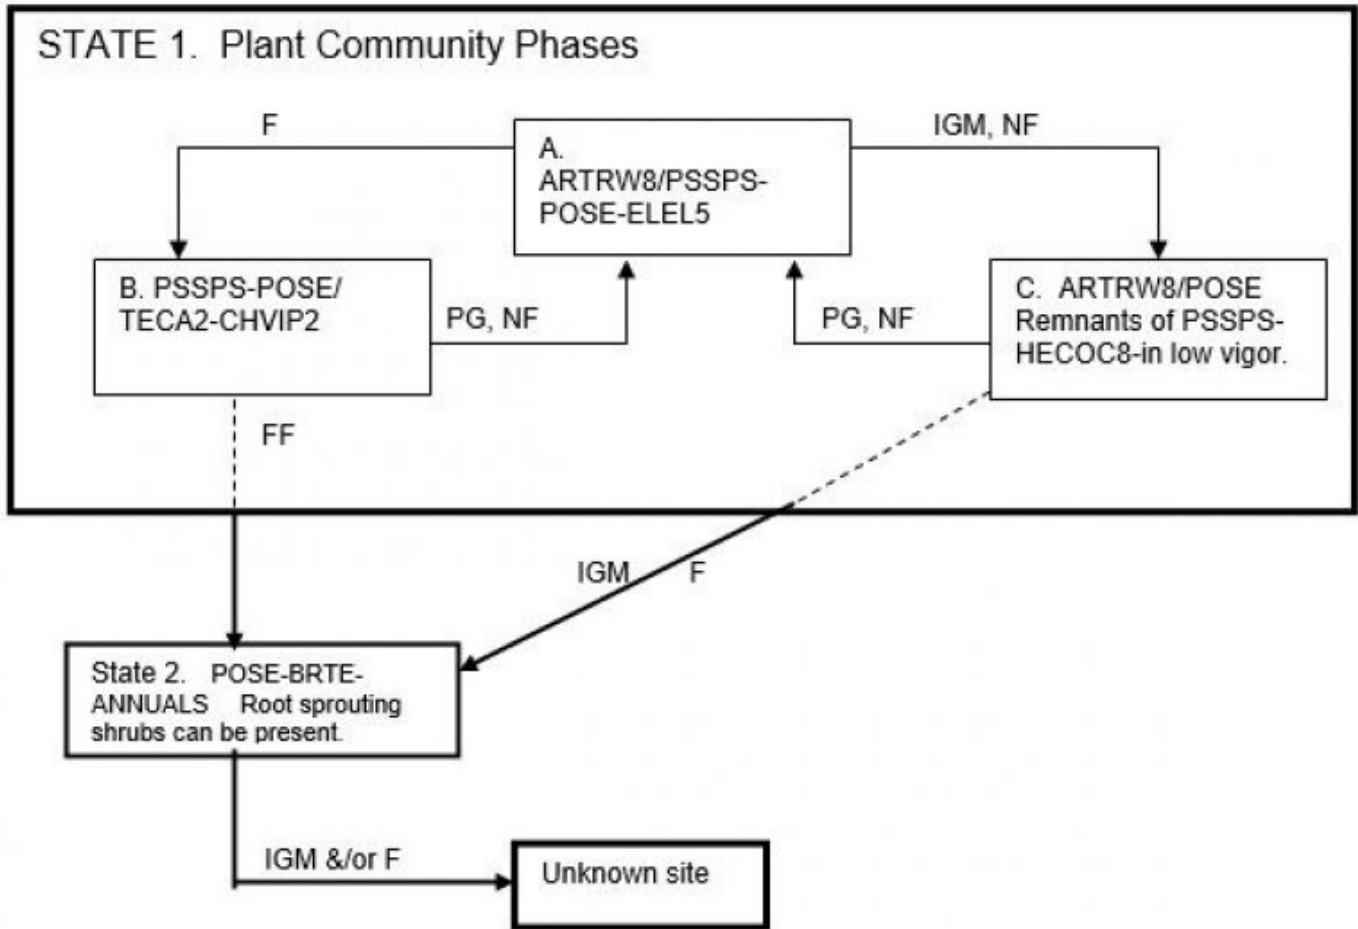 STATE 1.  Plant Community Phases
F
IGM, NF
A.
ARTRW8/PSSPS-
POSE-ELEL5
B. PSSPS-POSE/
TECA2-CHVIP2
PG, NF
PG, NF
C.  ARTRW8/POSE
Remnants of PSSPS-
HECOC8-in low vigor.
FF
IGM
F
State 2.   POSE-BRTE-
ANNUALS    Root sprouting
shrubs can be present.
IGM &/or F
Unknown site